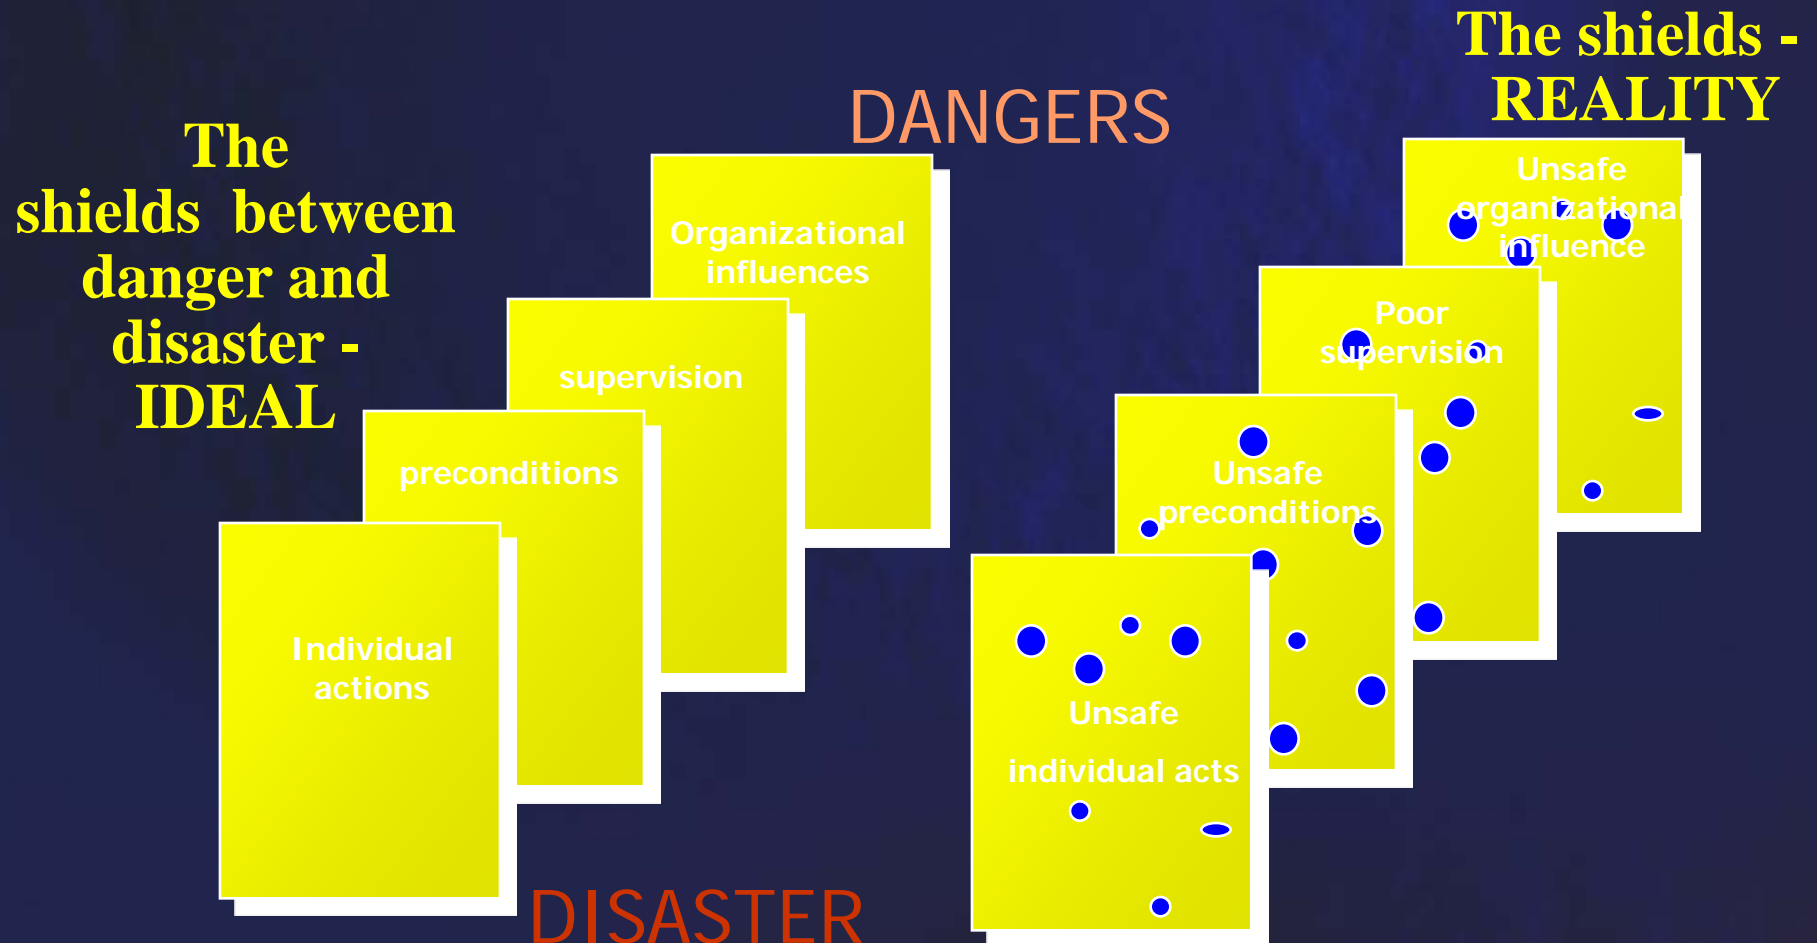 The
shields between
danger and
disaster -
IDEAL
DANGERS
The shields -
REALITY
Organizational
influences
supervision
preconditions
Individual
actions
Unsafe
organizational
influence
Poor
supervision
Unsafe
preconditions
Unsafe
individual acts
DISASTER